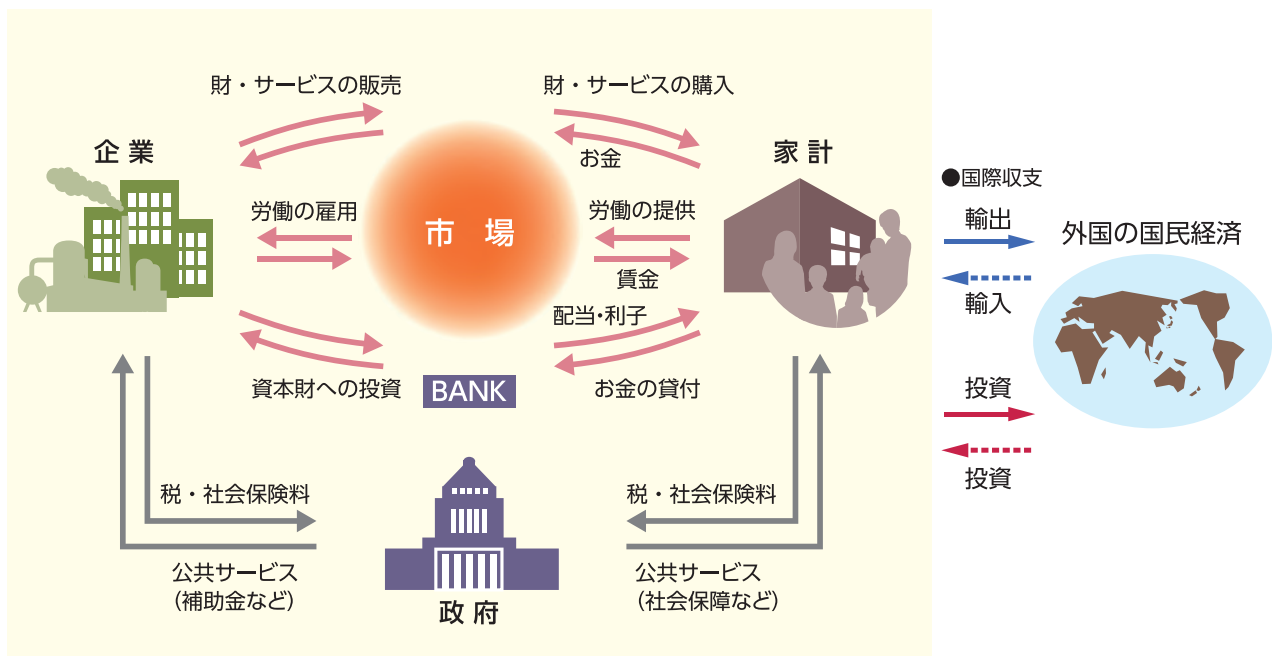 財・サービスの販売
財・サービスの購入
企業
家計
お金
●国際収支
労働の雇用
労働の提供
輸出
外国の国民経済
市場
賃金
輸入
配当・利子
資本財への投資
BANK
お金の貸付
投資
投資
税・社会保険料
税・社会保険料
公共サービス
(補助金など)
公共サービス
(社会保障など)
政府